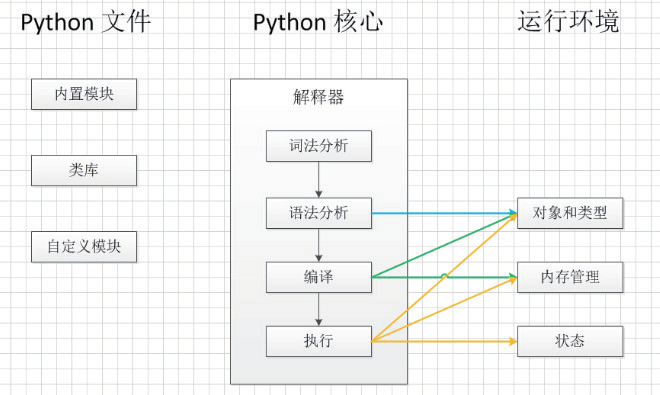 Python 文件
Python 核心
运行环境
内置模块
类库
自定义模块
解释器
词法分析
语法分析
编译
执行
对象和类型
内存管理
状态